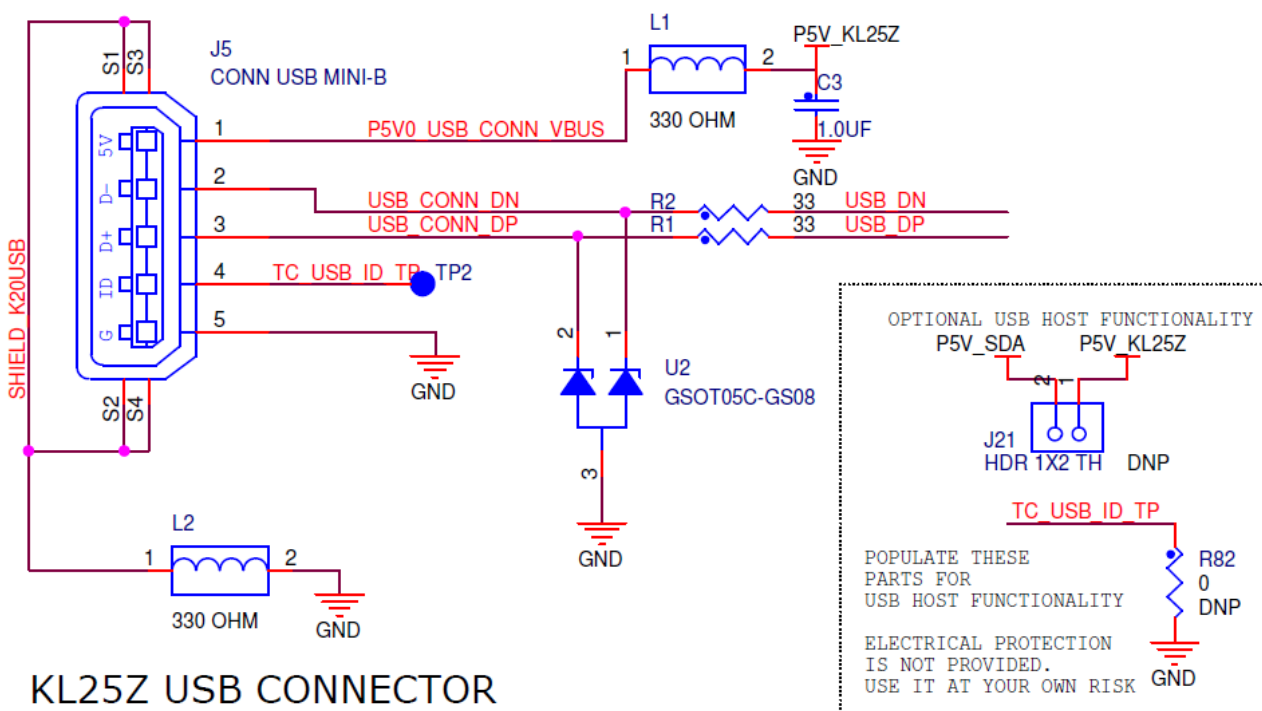 L1
P5V_KL25Z
S1
S3
J5
CONN USB MINI-B
1
2
C3
330 OHM
1.0UF
GND
5V
1
P5V0_USB_CONN_VBUS
D-
2
USB_CONN_DN
R2
33
USB_DN
D+
3
USB_CONN_DP
R1
33
USB_DP
ID
4
TC_USB_ID_TP
TP2
G
5
GND
SHIELD_K20USB
S2
S4
2
1
U2
GSOT05C-GS08
3
GND
L2
1
2
330 OHM
GND
OPTIONAL USB HOST FUNCTIONALITY
P5V_SDA
P5V_KL25Z
2
1
J21
HDR 1X2 TH
DNP
TC_USB_ID_TP
POPULATE THESE
PARTS FOR
USB HOST FUNCTIONALITY
R82
0
DNP
ELECTRICAL PROTECTION
IS NOT PROVIDED.
USE IT AT YOUR OWN RISK
GND
KL25Z USB CONNECTOR